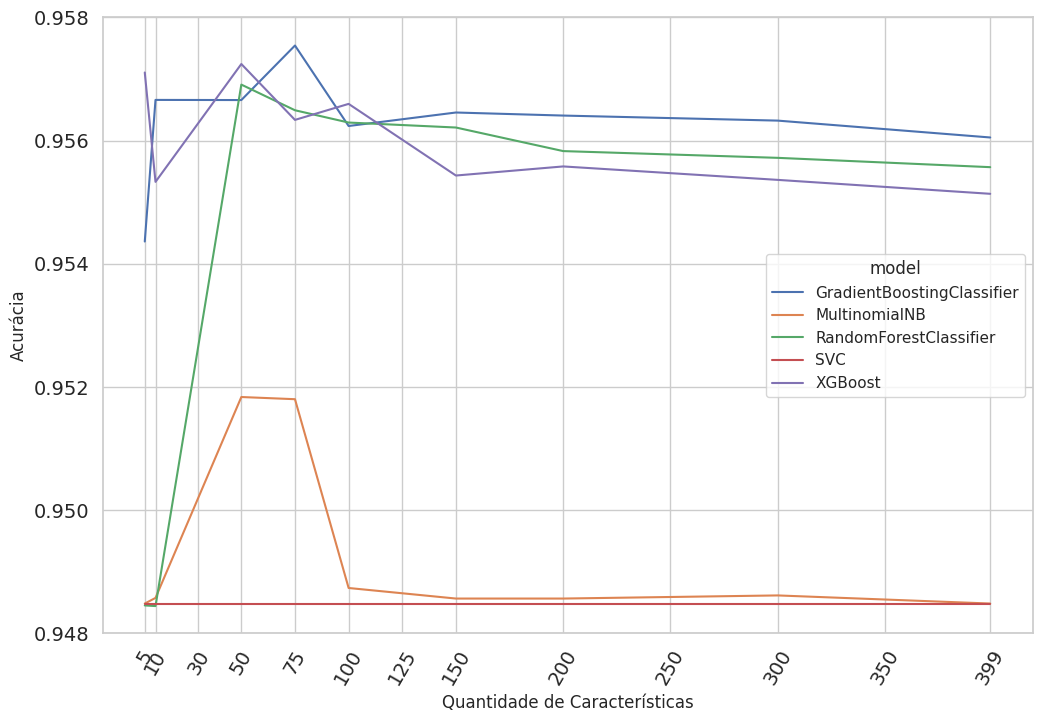 0.958
0.956
0.954
0.952
0.950
0.948
Acurácia
5
10
30
50
75
100
125
150
200
250
300
350
399
Quantidade de Características
model
GradientBoostingClassifier
MultinomialNB
RandomForestClassifier
SVC
XGBoost